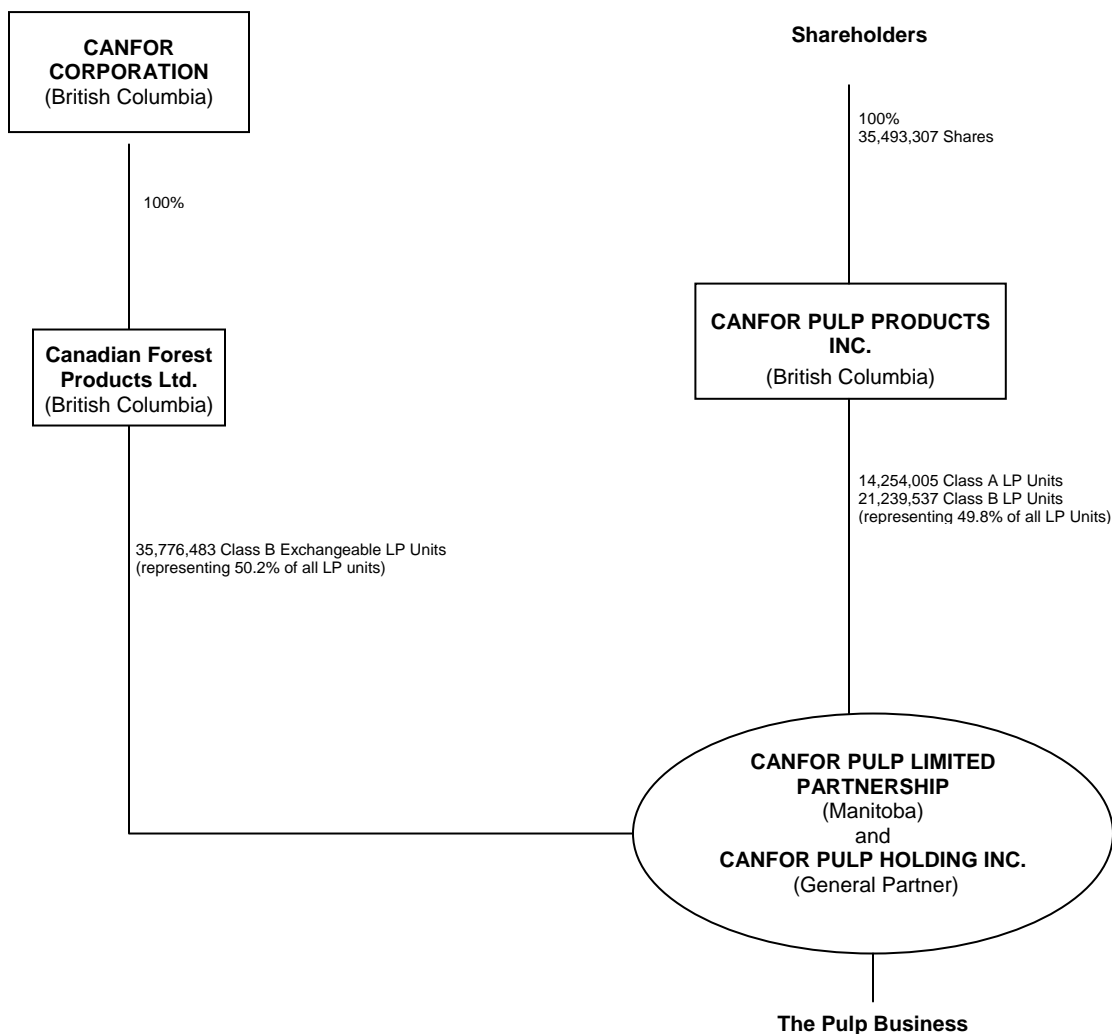 CANFOR
CORPORATION
(British Columbia)
Shareholders
100%
35,493,307 Shares
100%
Canadian Forest
Products Ltd.
(British Columbia)
CANFOR PULP PRODUCTS
INC.
(British Columbia)
14,254,005 Class A LP Units
21,239,537 Class B LP Units
(representing 49.8% of all LP Units)
35,776,483 Class B Exchangeable LP Units
(representing 50.2% of all LP units)
CANFOR PULP LIMITED
PARTNERSHIP
(Manitoba)
and
CANFOR PULP HOLDING INC.
(General Partner)
The Pulp Business